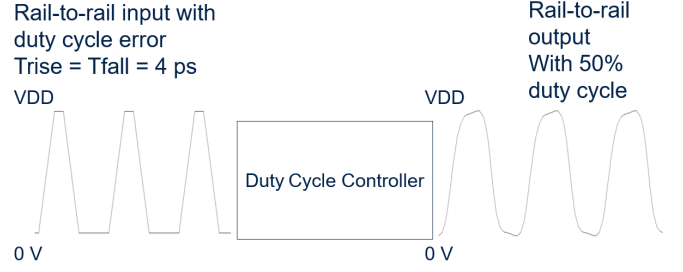 Rail-to-rail input with
duty cycle error
Trise = Tfall = 4 ps
VDD
0 V
Duty Cycle Controller
Rail-to-rail
output
With 50%
duty cycle
VDD
0 V